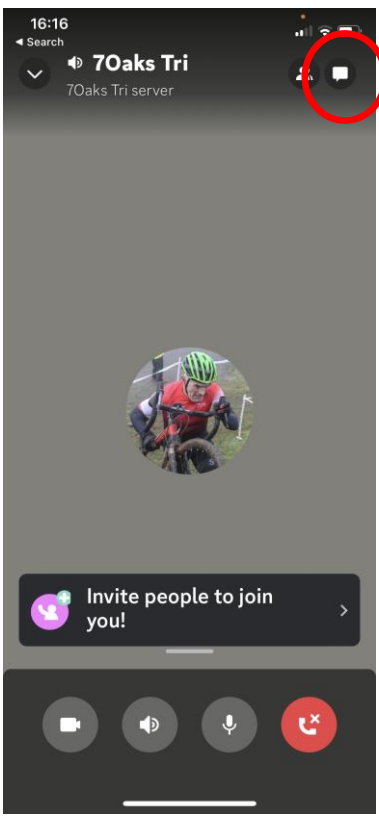 16:16
◀ Search
7Oaks Tri
7Oaks Tri server
Invite people to join
you!